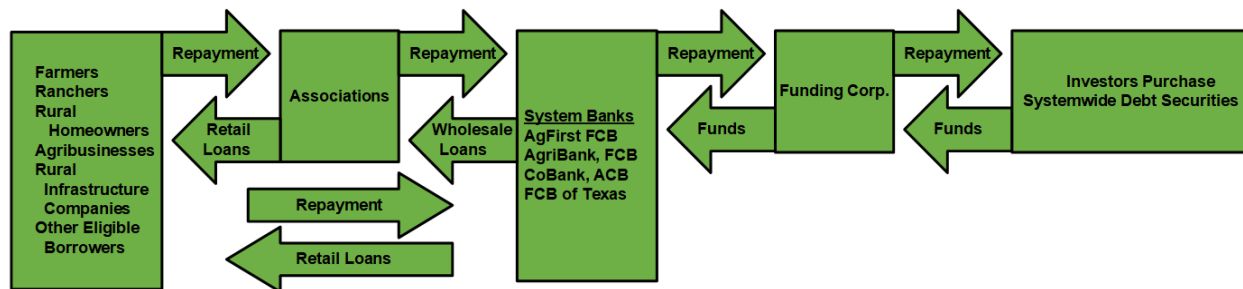 Farmers
Ranchers
Rural
Homeowners
Agribusinesses
Rural
Infrastructure
Companies
Other Eligible
Borrowers
Repayment
Retail
Loans
Associations
Repayment
Wholesale
Loans
Repayment
Retail Loans
System Banks
AgFirst FCB
AgriBank, FCB
CoBank, ACB
FCB of Texas
Repayment
Funds
Funding Corp.
Repayment
Funds
Investors Purchase
Systemwide Debt Securities